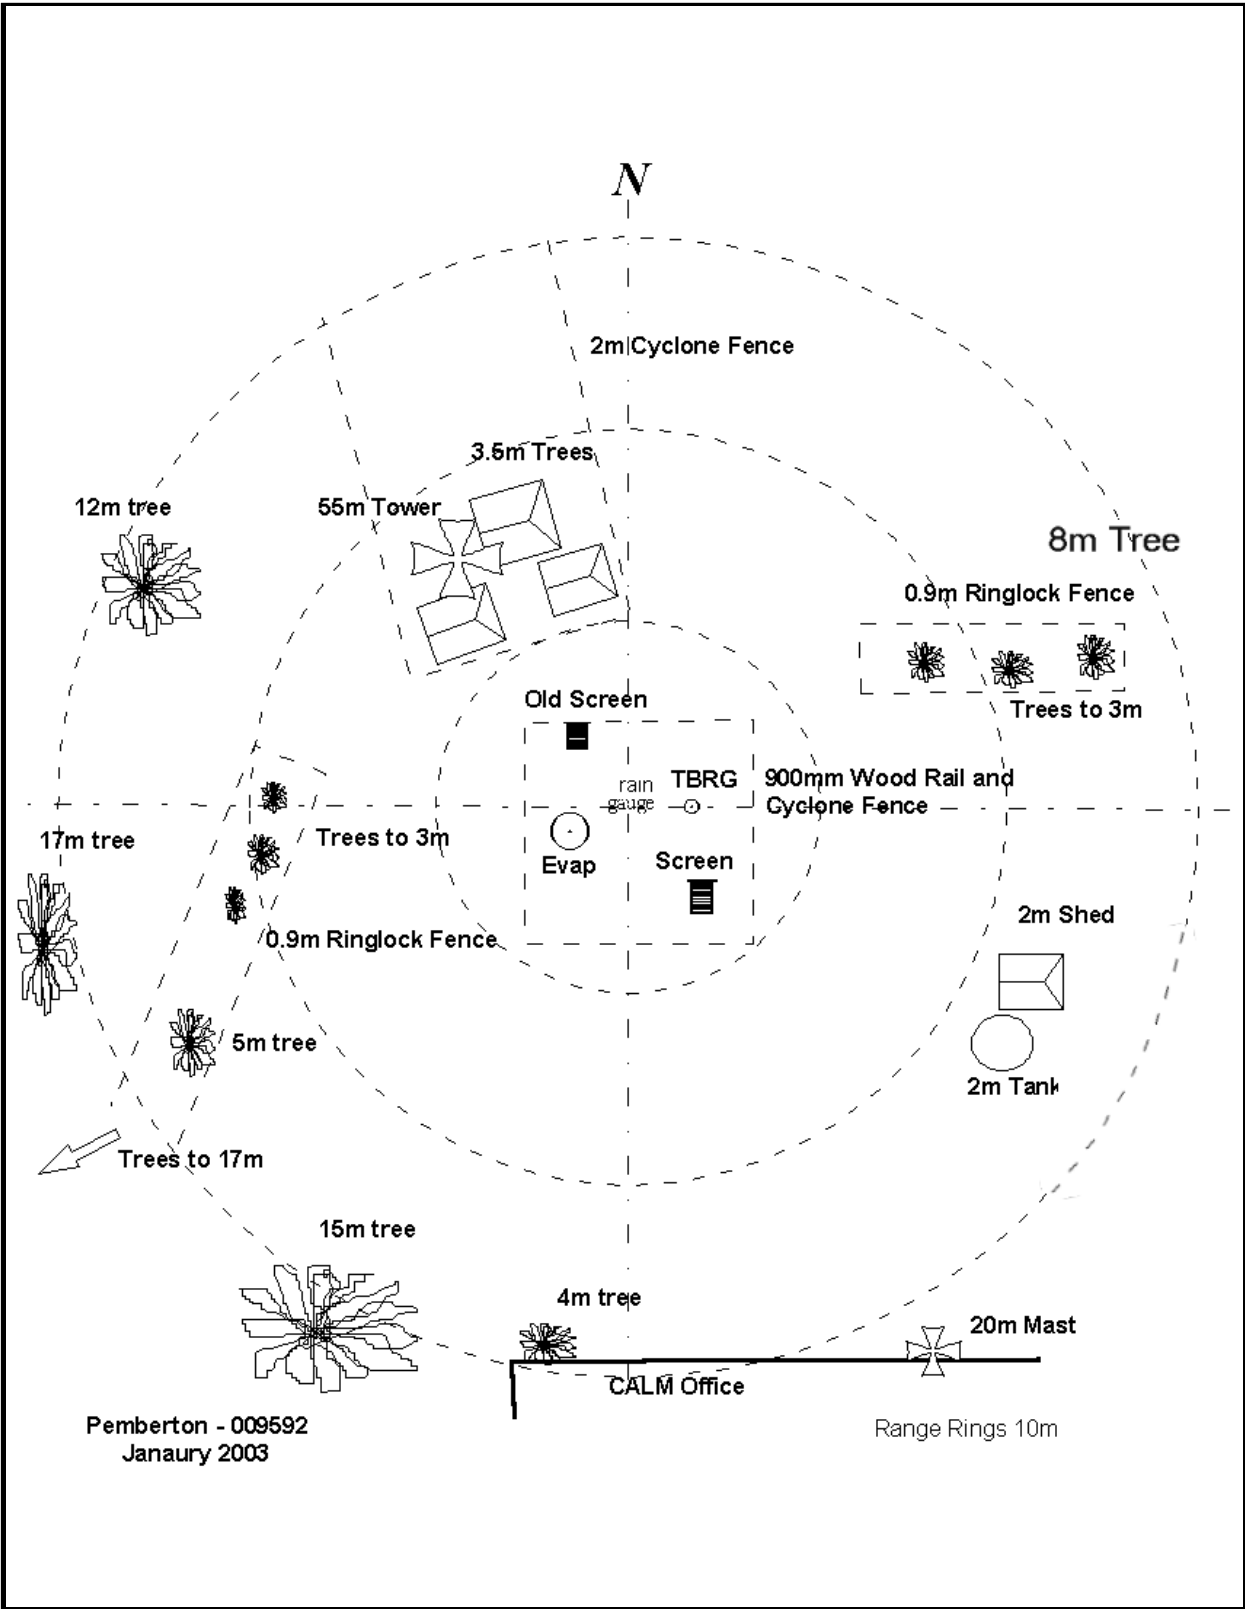 N
2m Cyclone Fence
3.5m Trees
12m tree
55m Tower
8m Tree
0.9m Ringlock Fence
Old Screen
Trees to 3m
rain
gauge
TBRG
900mm Wood Rail and
Cyclone Fence
17m tree
Trees to 3m
Evap
Screen
2m Shed
0.9m Ringlock Fence
5m tree
2m Tank
Trees to 17m
15m tree
4m tree
20m Mast
CALM Office
Pemberton - 009592
Janaury 2003
Range Rings 10m